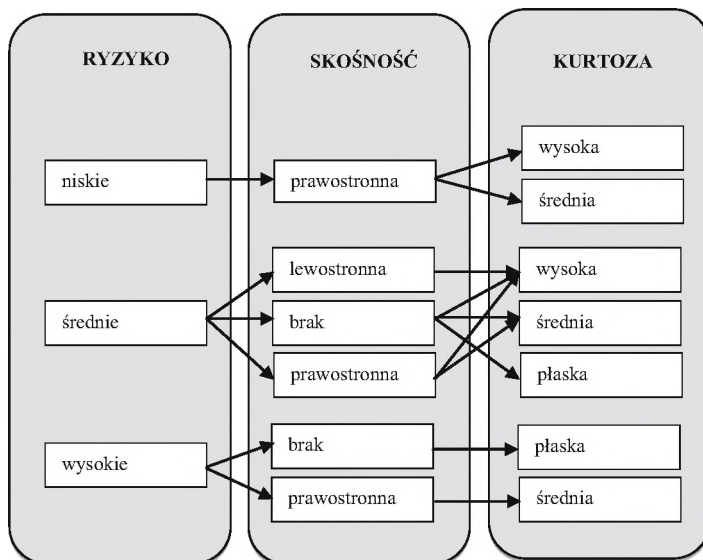 RYZYKO
SKOŚNOŚĆ
KURTOZA
niskie
prawostronna
wysoka
średnia
średnie
lewostronna
brak
prawostronna
wysoka
średnia
płaska
wysokie
brak
prawostronna
płaska
średnia